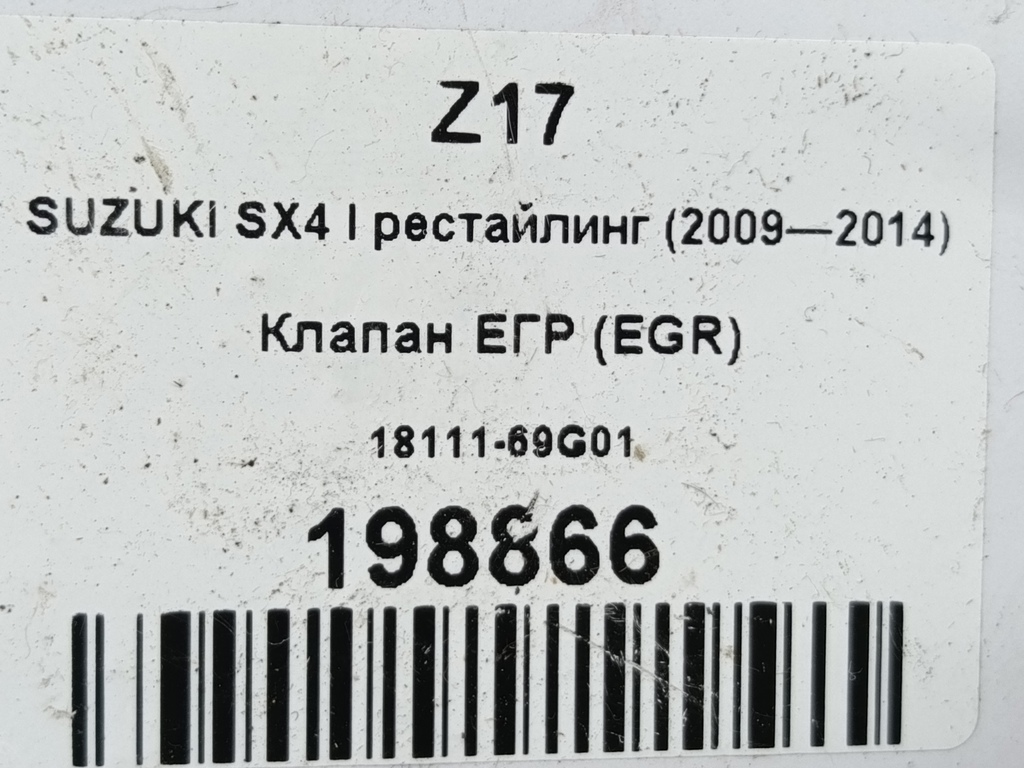 Z17
SUZUKI SX4 I рестайлинг (2009—2014)
Клапан ЕГР (EGR)
18111-69G01
198866